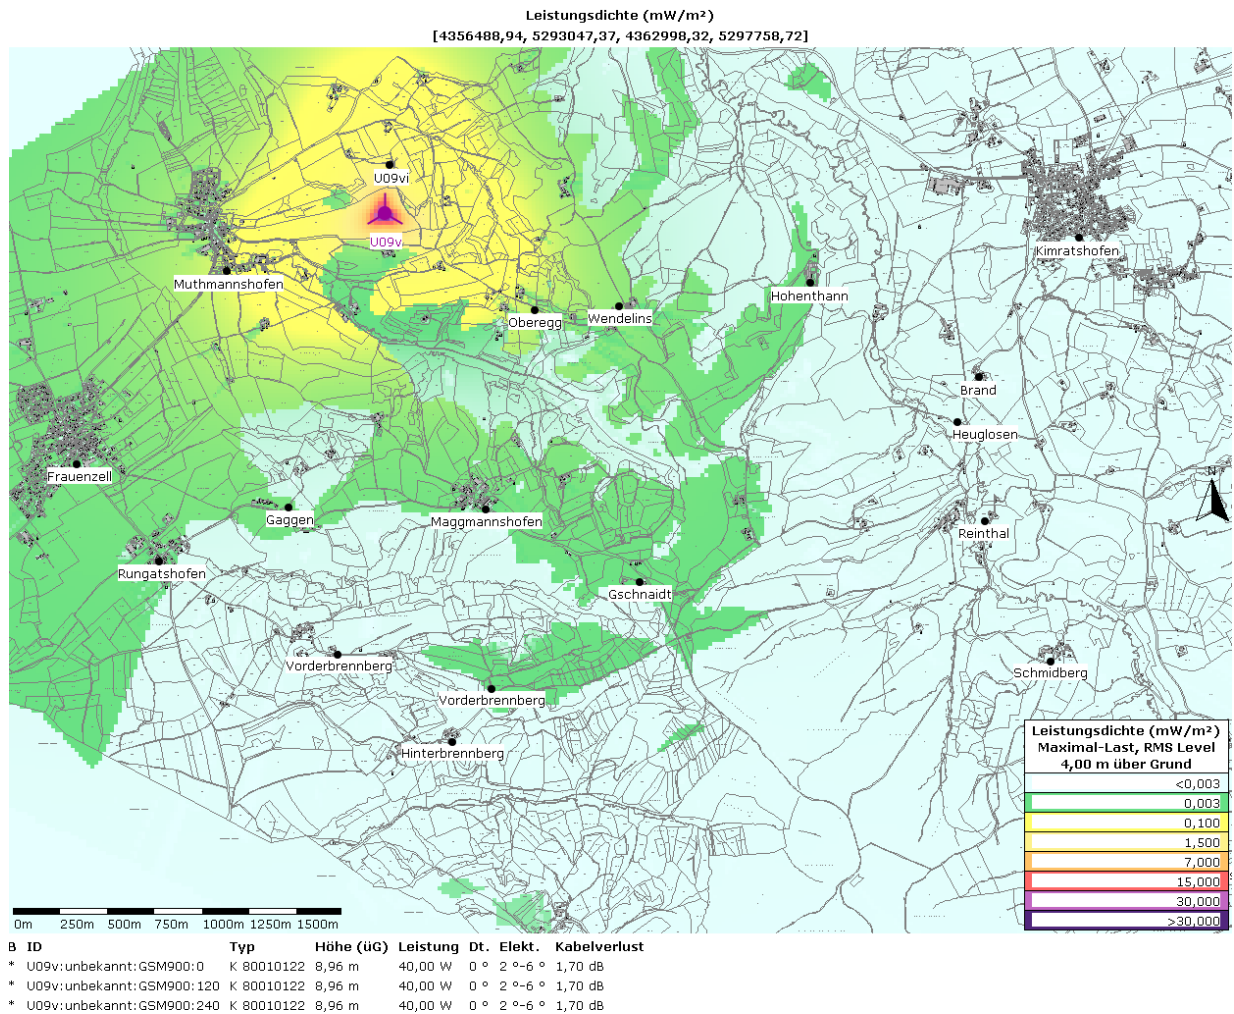 Leistungsdichte (mW/m²)
[4356488,94, 5293047,37, 4362998,32, 5297758,72]
U09vi
U09v
Kimratshofen
Muthmannshofen
Hohenthann
Oberegg
Wendelins
Brand
Heuglosen
Frauenzell
N
Gaggen
Maggmannshofen
Reinthal
Rungatshofen
Gschnaidt
Vorderbrennberg
Schmidberg
Vorderbrennberg
Hinterbrennberg
Leistungsdichte (mW/m²)
Maximal-Last, RMS Level
4,00 m über Grund
<0,003
0,003
0,100
1,500
7,000
15,000
30,000
>30,000
0m 250m 500m 750m 1000m 1250m 1500m
B ID Typ Höhe (üG) Leistung Dt. Elekt. Kabelverlust
* U09v:unbekannt:GSM900:0 K 80010122 8,96 m 40,00 W 0 ° 2 °-6 ° 1,70 dB
* U09v:unbekannt:GSM900:120 K 80010122 8,96 m 40,00 W 0 ° 2 °-6 ° 1,70 dB
* U09v:unbekannt:GSM900:240 K 80010122 8,96 m 40,00 W 0 ° 2 °-6 ° 1,70 dB